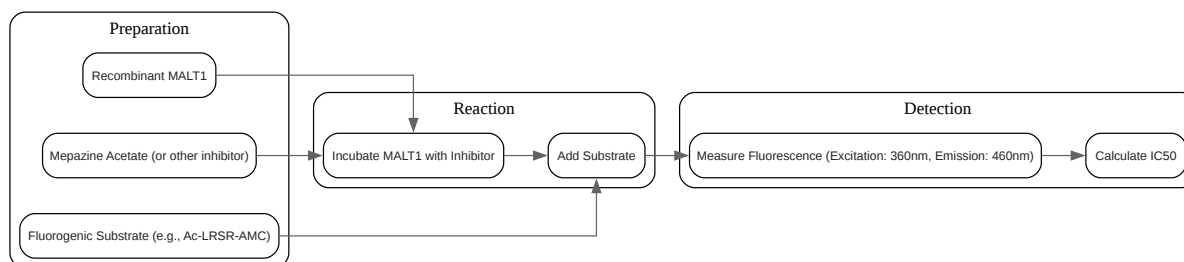 Preparation
Recombinant MALT1
Mepazine Acetate (or other inhibitor)
Fluorogenic Substrate (e.g., Ac-LRSR-AMC)
Reaction
Incubate MALT1 with Inhibitor
Add Substrate
Detection
Measure Fluorescence (Excitation: 360nm, Emission: 460nm)
Calculate IC50